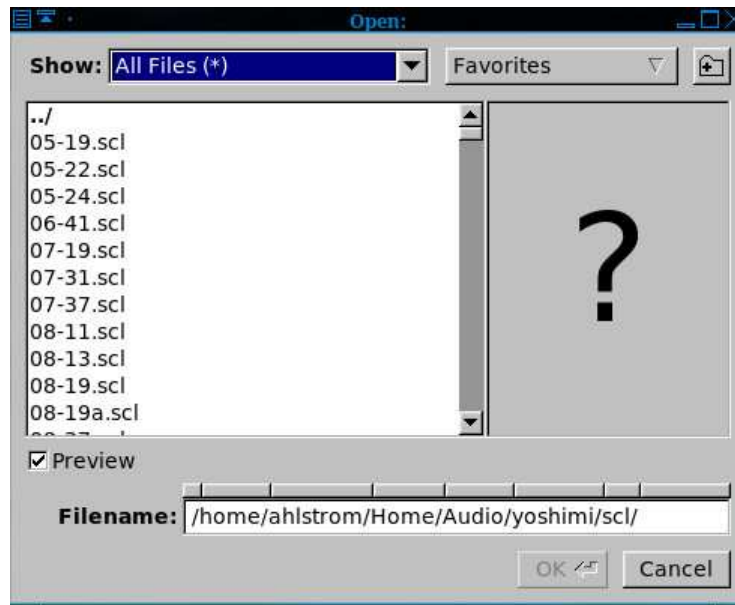 Open:
Show: All Files (*) Favorites
../
05-19.scl
05-22.scl
05-24.scl
06-41.scl
07-19.scl
07-31.scl
07-37.scl
08-11.scl
08-13.scl
08-19.scl
08-19a.scl
?
Preview
Filename: /home/ahlstrom/Home/Audio/yoshimi/scl/
OK Cancel